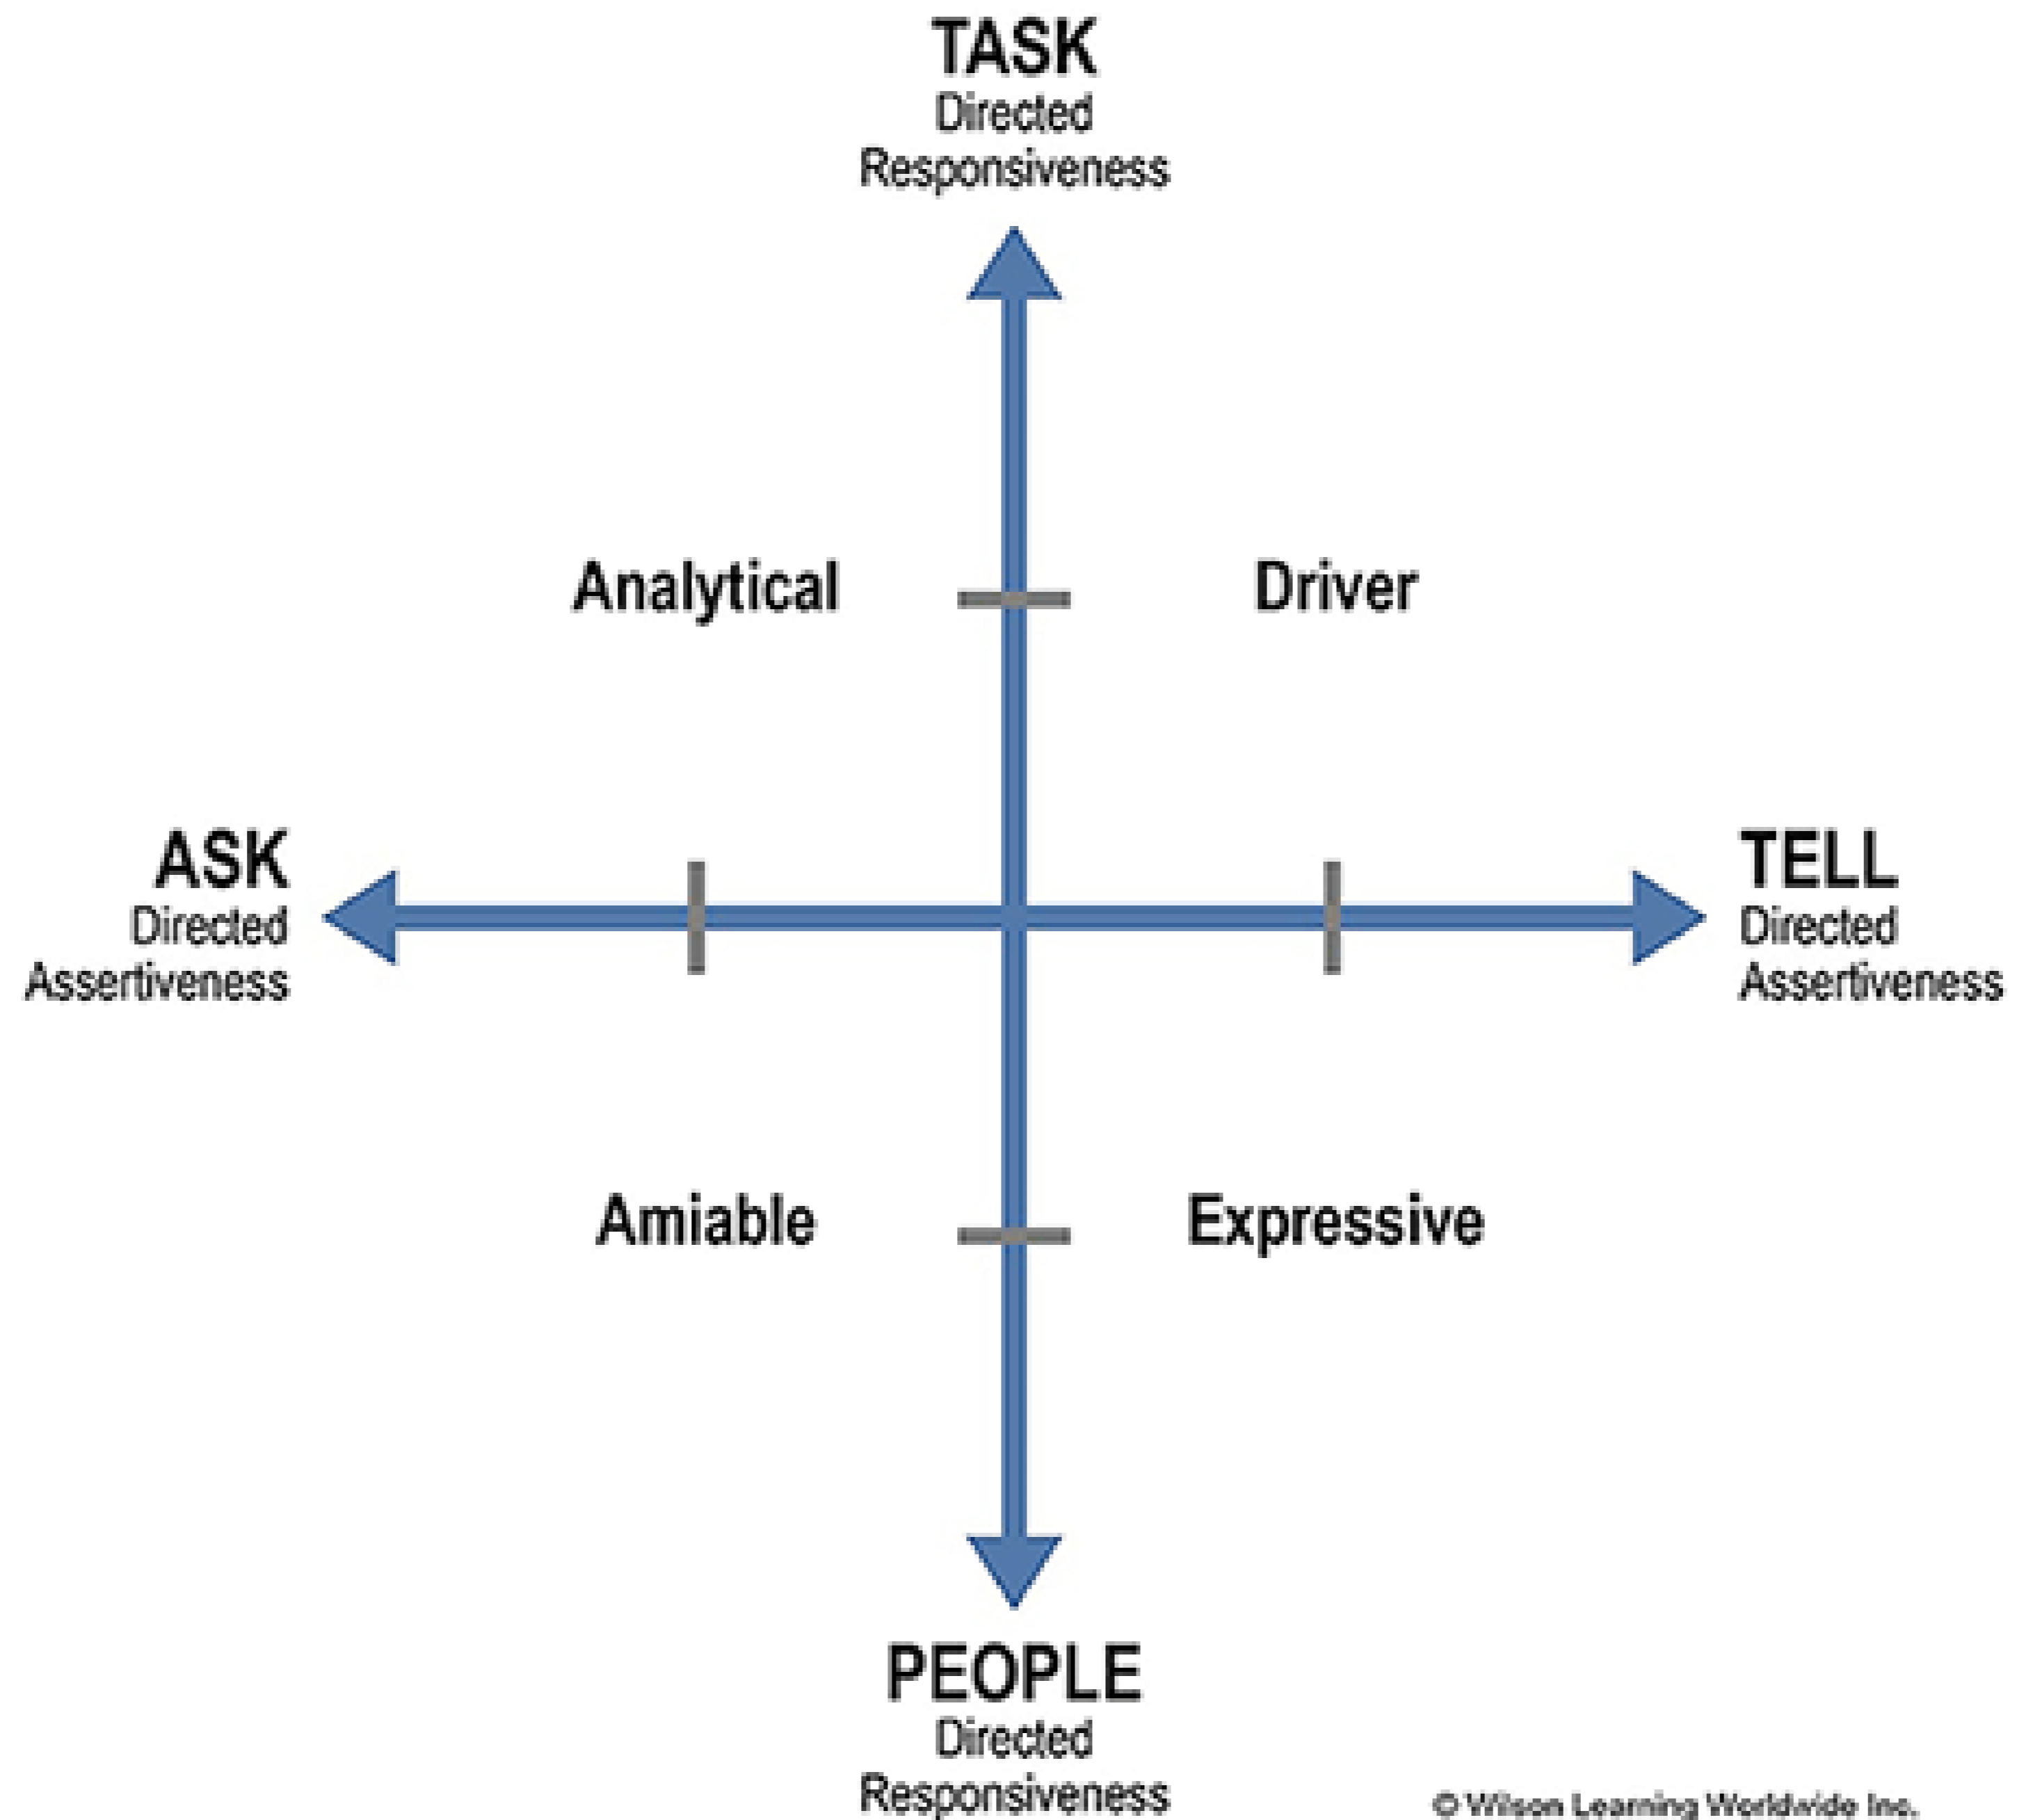 TASK
Directed
Responsiveness
Analytical
Driver
ASK
Directed
Assertiveness
TELL
Directed
Assertiveness
Amiable
Expressive
PEOPLE
Directed
Responsiveness
© Wilson Learning Worldwide Inc.